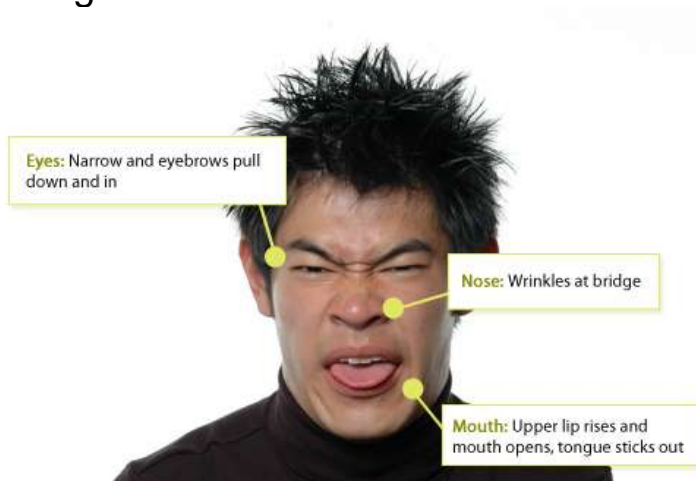 Eyes: Narrow and eyebrows pull
down and in
Nose: Wrinkles at bridge
Mouth: Upper lip rises and
mouth opens, tongue sticks out